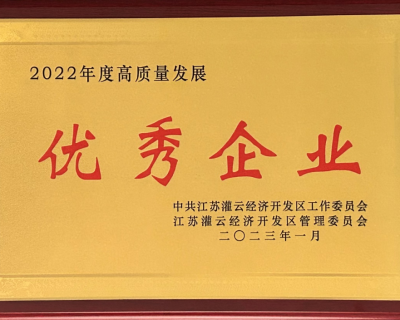 2022年度高质量发展
优秀企业
中共江苏灌云经济开发区工作委员会
江苏灌云经济开发区管理委员会
二〇二三年一月